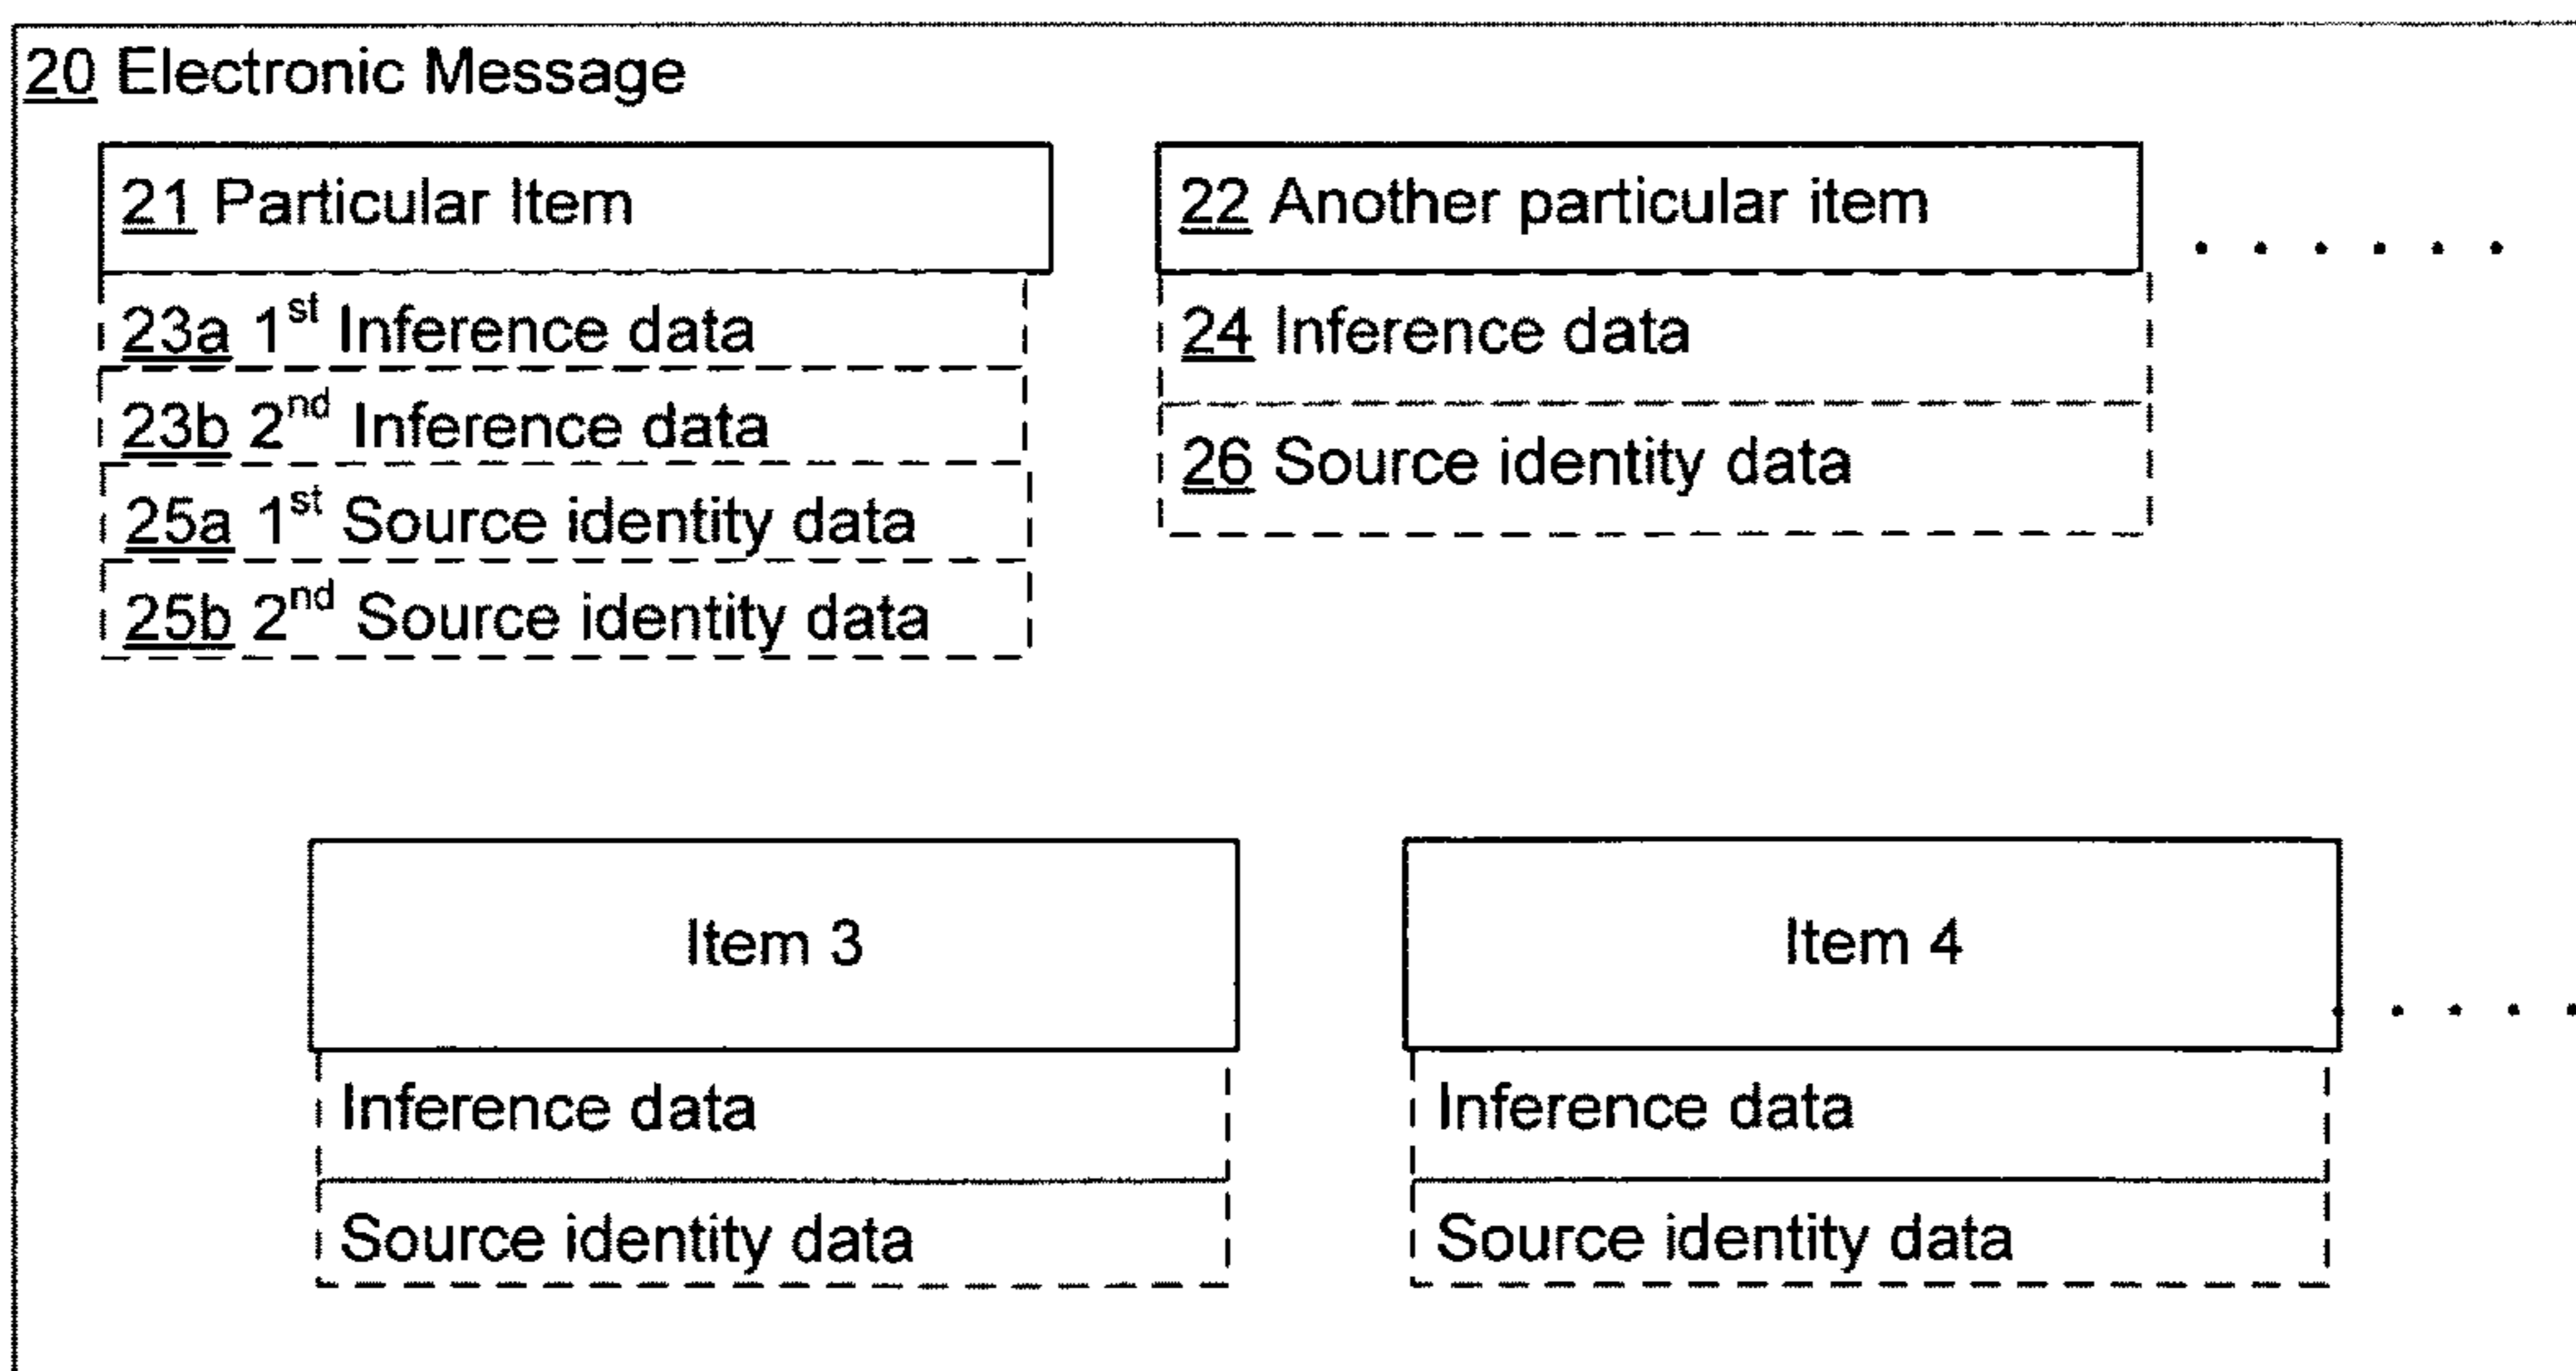 20 Electronic Message
21 Particular Item
23a 1st Inference data
23b 2nd Inference data
25a 1st Source identity data
25b 2nd Source identity data
22 Another particular item
24 Inference data
26 Source identity data
Item 3
Inference data
Source identity data
Item 4
Inference data
Source identity data